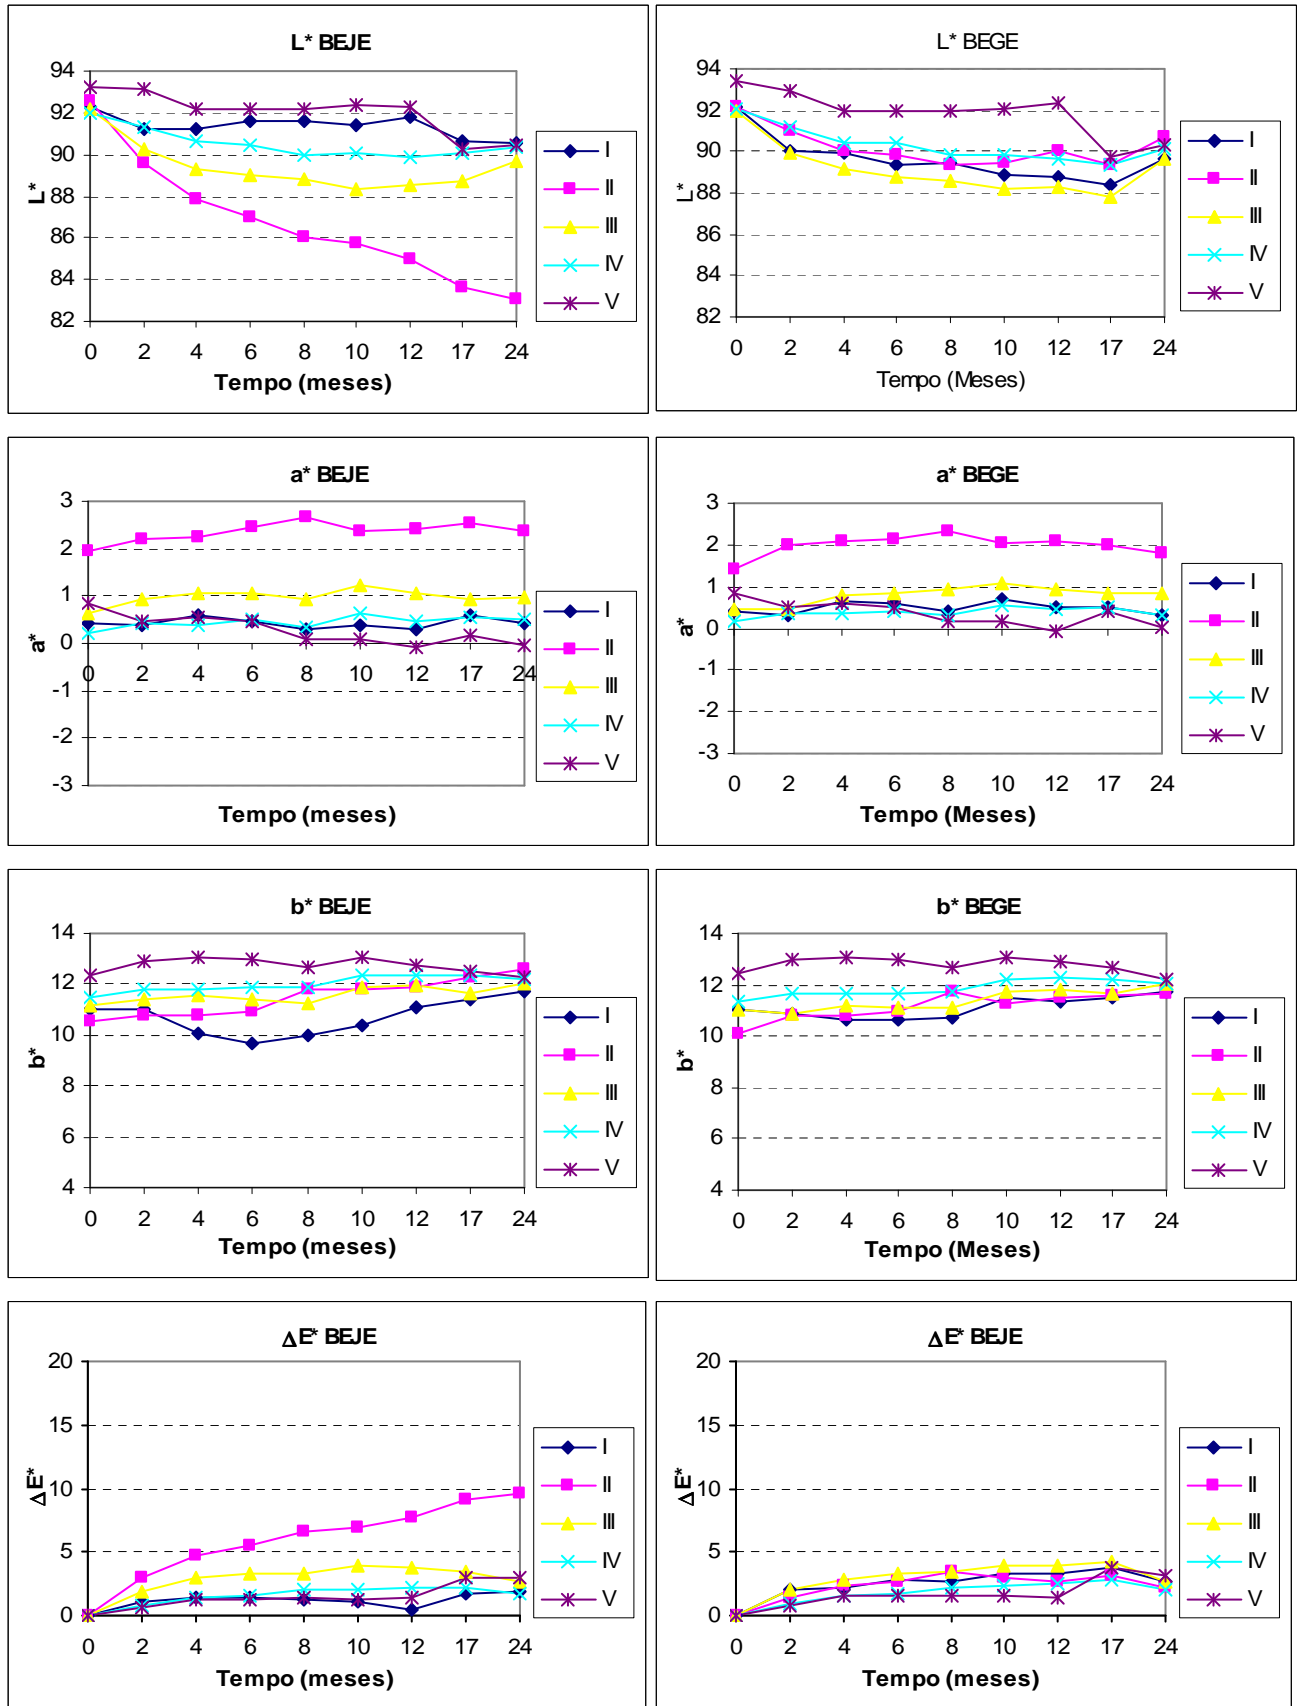 L* BEJE
94
92
90
88
86
84
82
L*
0 2 4 6 8 10 12 17 24
Tempo (meses)
I
II
III
IV
V
L* BEGE
94
92
90
88
86
84
82
L*
0 2 4 6 8 10 12 17 24
Tempo (Meses)
I
II
III
IV
V
a* BEJE
3
2
1
0
-1
-2
-3
a*
0 2 4 6 8 10 12 17 24
Tempo (meses)
I
II
III
IV
V
a* BEGE
3
2
1
0
-1
-2
-3
a*
0 2 4 6 8 10 12 17 24
Tempo (Meses)
I
II
III
IV
V
b* BEJE
14
12
10
8
6
4
b*
0 2 4 6 8 10 12 17 24
Tempo (meses)
I
II
III
IV
V
b* BEGE
14
12
10
8
6
4
b*
0 2 4 6 8 10 12 17 24
Tempo (Meses)
I
II
III
IV
V
ΔE* BEJE
20
15
10
5
0
ΔE*
0 2 4 6 8 10 12 17 24
Tempo (meses)
I
II
III
IV
V
ΔE* BEJE
20
15
10
5
0
ΔE*
0 2 4 6 8 10 12 17 24
Tempo (meses)
I
II
III
IV
V